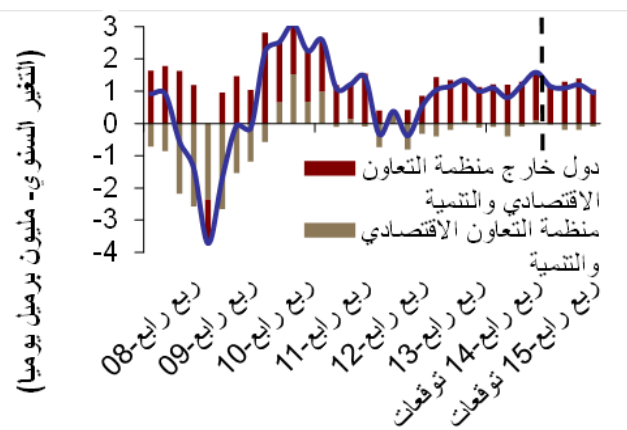 (التغير السنوي- مليون برميل يوميا)
3
2
1
0
-1
-2
-3
-4
دول خارج منظمة التعاون
الاقتصادي والتنمية
منظمة التعاون الاقتصادي
والتنمية
ربع رابع-08
ربع رابع-09
ربع رابع-10
ربع رابع-11
ربع رابع-12
ربع رابع-13
ربع رابع-14 توقعات
ربع رابع-15 توقعات